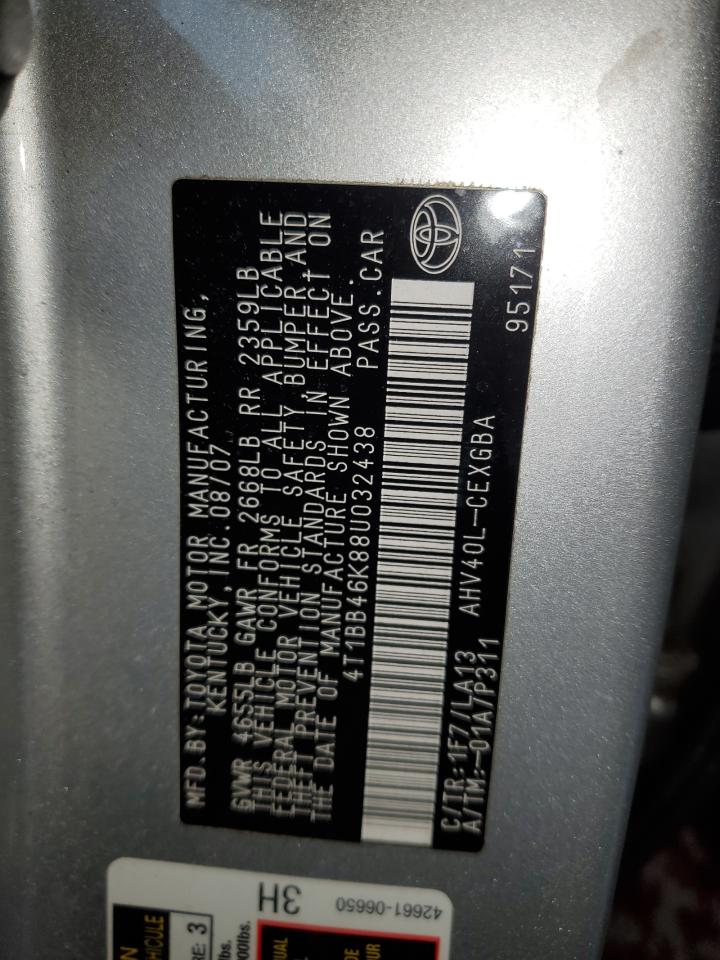 MFD.BY:TOYOTA MOTOR MANUFACTURING,
KENTUCKY, INC. 08/07
GVWR 4655LB GAWR FR 2668LB RR 2359LB
THIS VEHICLE CONFORMS TO ALL APPLICABLE
FEDERAL MOTOR VEHICLE SAFETY, BUMPER, AND
THEFT PREVENTION STANDARDS IN EFFECT ON
THE DATE OF MANUFACTURE SHOWN ABOVE.
4T1BB46K88U032438 PASS.CAR
C/TR:1F7/LA13 AHV40L-CEXGBA
A/TM:-01A/P311
95171
3H
42661-06650
3
lbs.